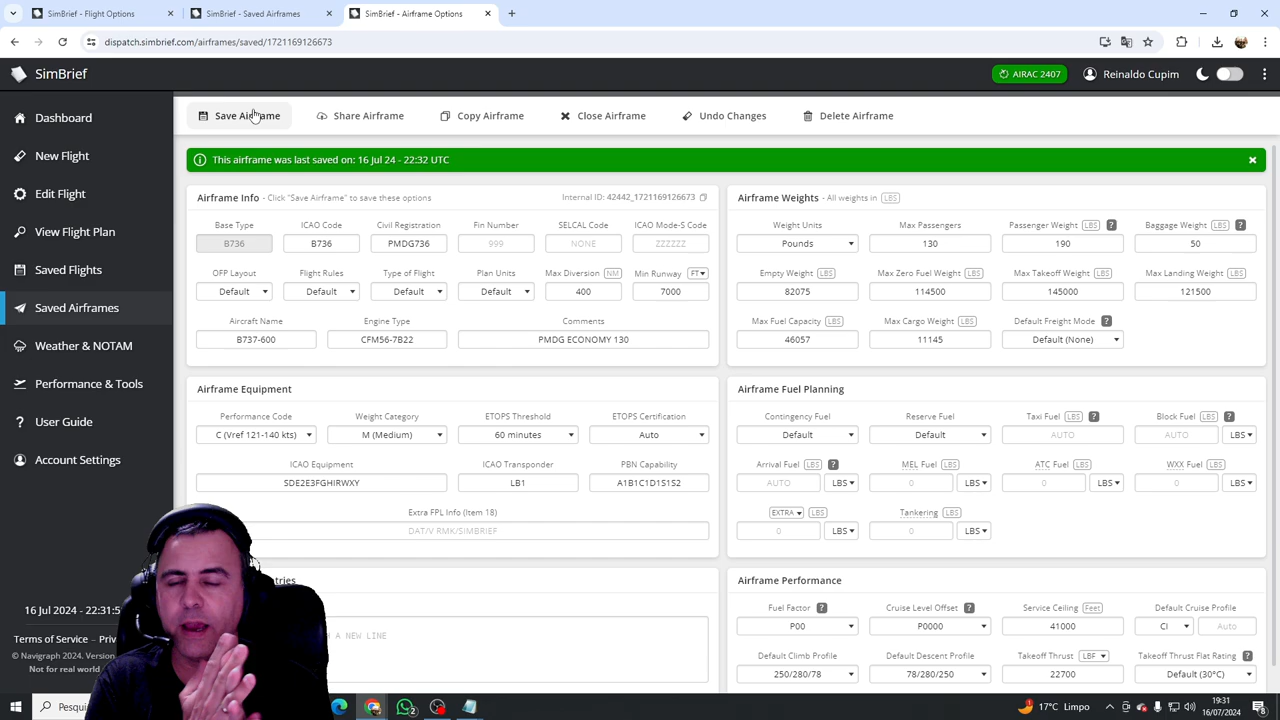 SimBrief - Flight Options
SimBrief - Saved Airframes
SimBrief - Airframe Options
dispatch.simbrief.com/airframes/saved/1721169126673
SimBrief
AIRAC 2407
Reinaldo Cupim
Dashboard
New Flight
Edit Flight
View Flight Plan
Saved Flights
Saved Airframes
Weather & NOTAM
Performance & Tools
User Guide
Account Settings
16 Jul 2024 - 22:31:5
Terms of Service • Priv
© Navigraph 2024, Version
Not for real world
Save Airframe Share Airframe Copy Airframe Close Airframe Undo Changes Delete Airframe
This airframe was last saved on: 16 Jul 24 - 22:32 UTC
Airframe Info - Click "Save Airframe" to save these options Internal ID: 42442_1721169126673
Base Type ICAO Code Civil Registration Fin Number SELCAL Code ICAO Mode-S Code
B736 B736 PMDG736 999 NONE ZZZZZZ
OFP Layout Flight Rules Type of Flight Plan Units Max Diversion NM Min Runway FT
Default Default Default Default 400 7000
Aircraft Name Engine Type Comments
B737-600 CFM56-7B22 PMDG ECONOMY 130
Airframe Weights - All weights in LBS
Weight Units Max Passengers Passenger Weight LBS ? Baggage Weight LBS ?
Pounds 130 190 50
Empty Weight LBS Max Zero Fuel Weight LBS Max Takeoff Weight LBS Max Landing Weight LBS
82075 114500 145000 121500
Max Fuel Capacity LBS Max Cargo Weight LBS Default Freight Mode ?
46057 11145 Default (None)
Airframe Equipment
Performance Code Weight Category ETOPS Threshold ETOPS Certification
C (Vref 121-140 kts) M (Medium) 60 minutes Auto
ICAO Equipment ICAO Transponder PBN Capability
SDE2E3FGHIRWXY LB1 A1B1C1D1S1S2
Extra FPL Info (Item 18)
DAT/V RMK/SIMBRIEF
tries
H A NEW LINE
Airframe Fuel Planning
Contingency Fuel Reserve Fuel Taxi Fuel LBS ? Block Fuel LBS ?
Default Default AUTO AUTO LBS
Arrival Fuel LBS ? MEL Fuel LBS ATC Fuel LBS WXX Fuel LBS
AUTO LBS 0 LBS 0 LBS 0 LBS
EXTRA LBS Tankering LBS
0 LBS 0 LBS
Airframe Performance
Fuel Factor ? Cruise Level Offset ? Service Ceiling Feet Default Cruise Profile
P00 P0000 41000 CI Auto
Default Climb Profile Default Descent Profile Takeoff Thrust LBF Takeoff Thrust Flat Rating ?
250/280/78 78/280/250 22700 Default (30°C)
Pesqui
2
17°C Limpo
19:31
16/07/2024
8